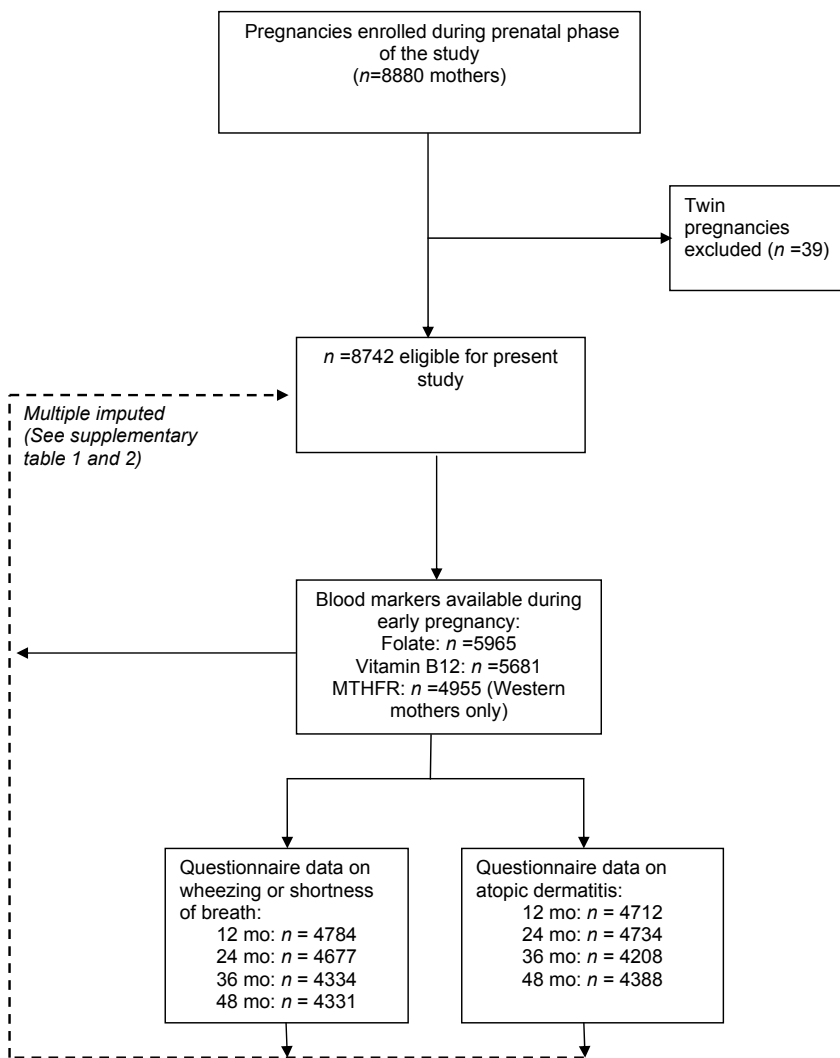 Pregnancies enrolled during prenatal phase
of the study
(n=8880 mothers)
Twin
pregnancies
excluded (n =39)
n =8742 eligible for present
study
Multiple imputed
(See supplementary
table 1 and 2)
Blood markers available during
early pregnancy:
Folate: n =5965
Vitamin B12: n =5681
MTHFR: n =4955 (Western
mothers only)
Questionnaire data on
wheezing or shortness
of breath:
12 mo: n = 4784
24 mo: n = 4677
36 mo: n = 4334
48 mo: n = 4331
Questionnaire data on
atopic dermatitis:
12 mo: n = 4712
24 mo: n = 4734
36 mo: n = 4208
48 mo: n = 4388